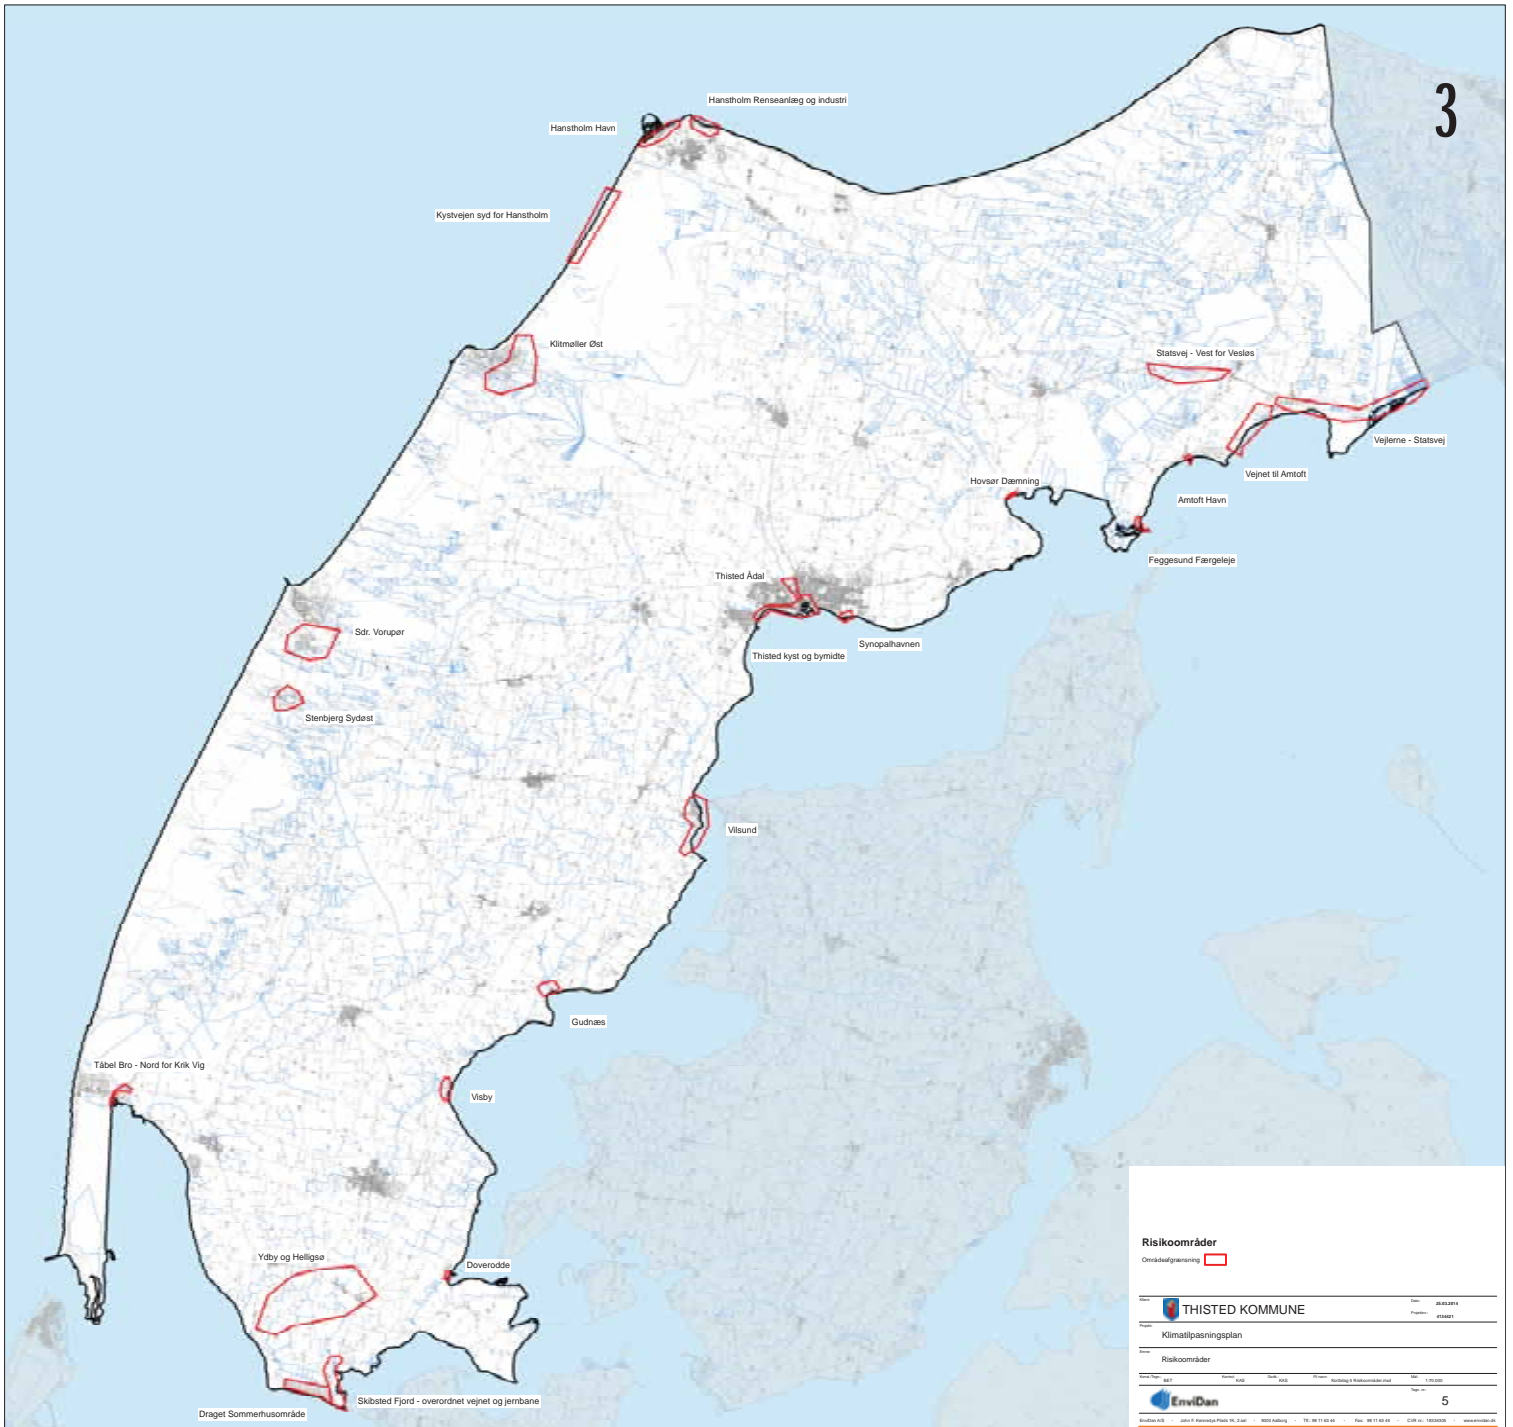 3
Hanstholm Renseanlæg og industri
Hanstholm Havn
Kystvejen syd for Hanstholm
Klitmøller Øst
Statsvej - Vest for Vesløs
Vejlerne - Statsvej
Vejnet til Amtoft
Hovsør Dæmning
Amtoft Havn
Feggesund Færgeleje
Thisted Ådal
Synopalhavnen
Thisted kyst og bymidte
Sdr. Vorupør
Stenbjerg Sydøst
Vilsund
Gudnæs
Tåbel Bro - Nord for Krik Vig
Visby
Ydby og Helligsø
Doverodde
Skibsted Fjord - overordnet vejnet og jernbane
Draget Sommerhusområde
Risikoområder
Områdeafgrænsning
THISTED KOMMUNE
Klimatilpasningsplan
Risikoområder
EnviDan
5